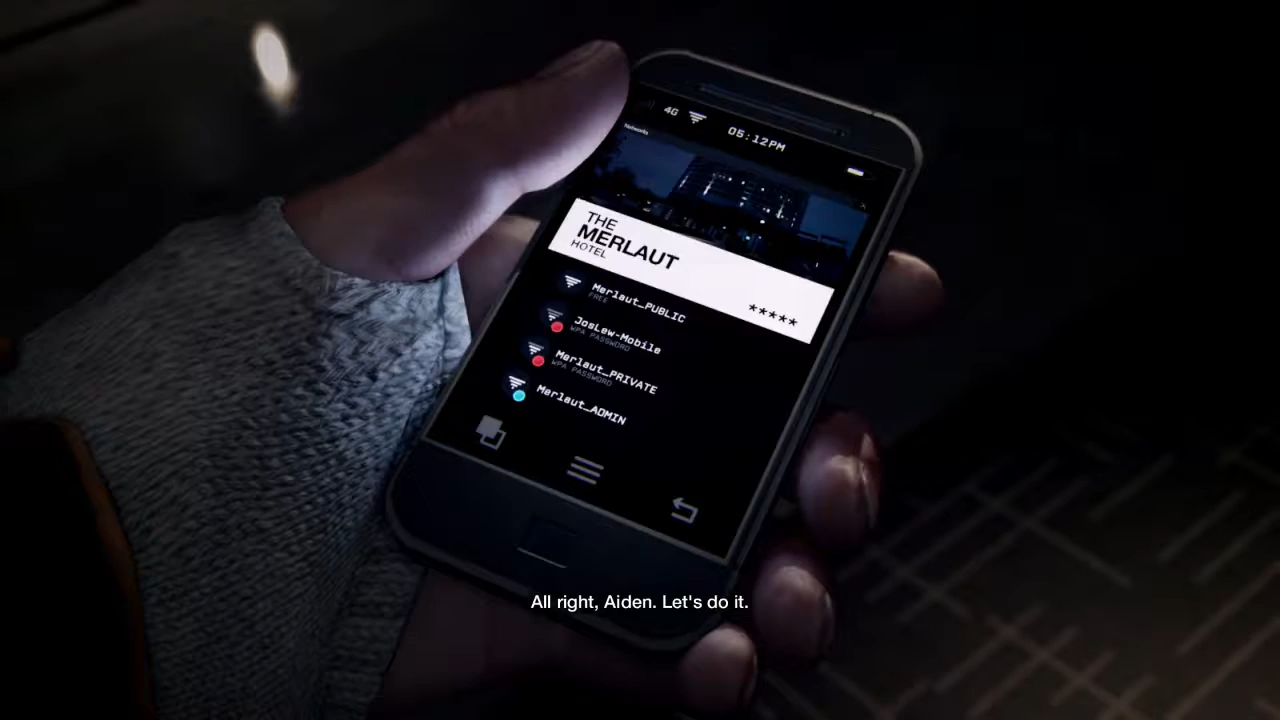 4G 05:12PM
Networks
THE
MERLAUT
HOTEL
★★★★★
Merlaut_PUBLIC
FREE
JosLew-Mobile
WPA PASSWORD
Merlaut_PRIVATE
WPA PASSWORD
Merlaut_ADMIN
All right, Aiden. Let's do it.